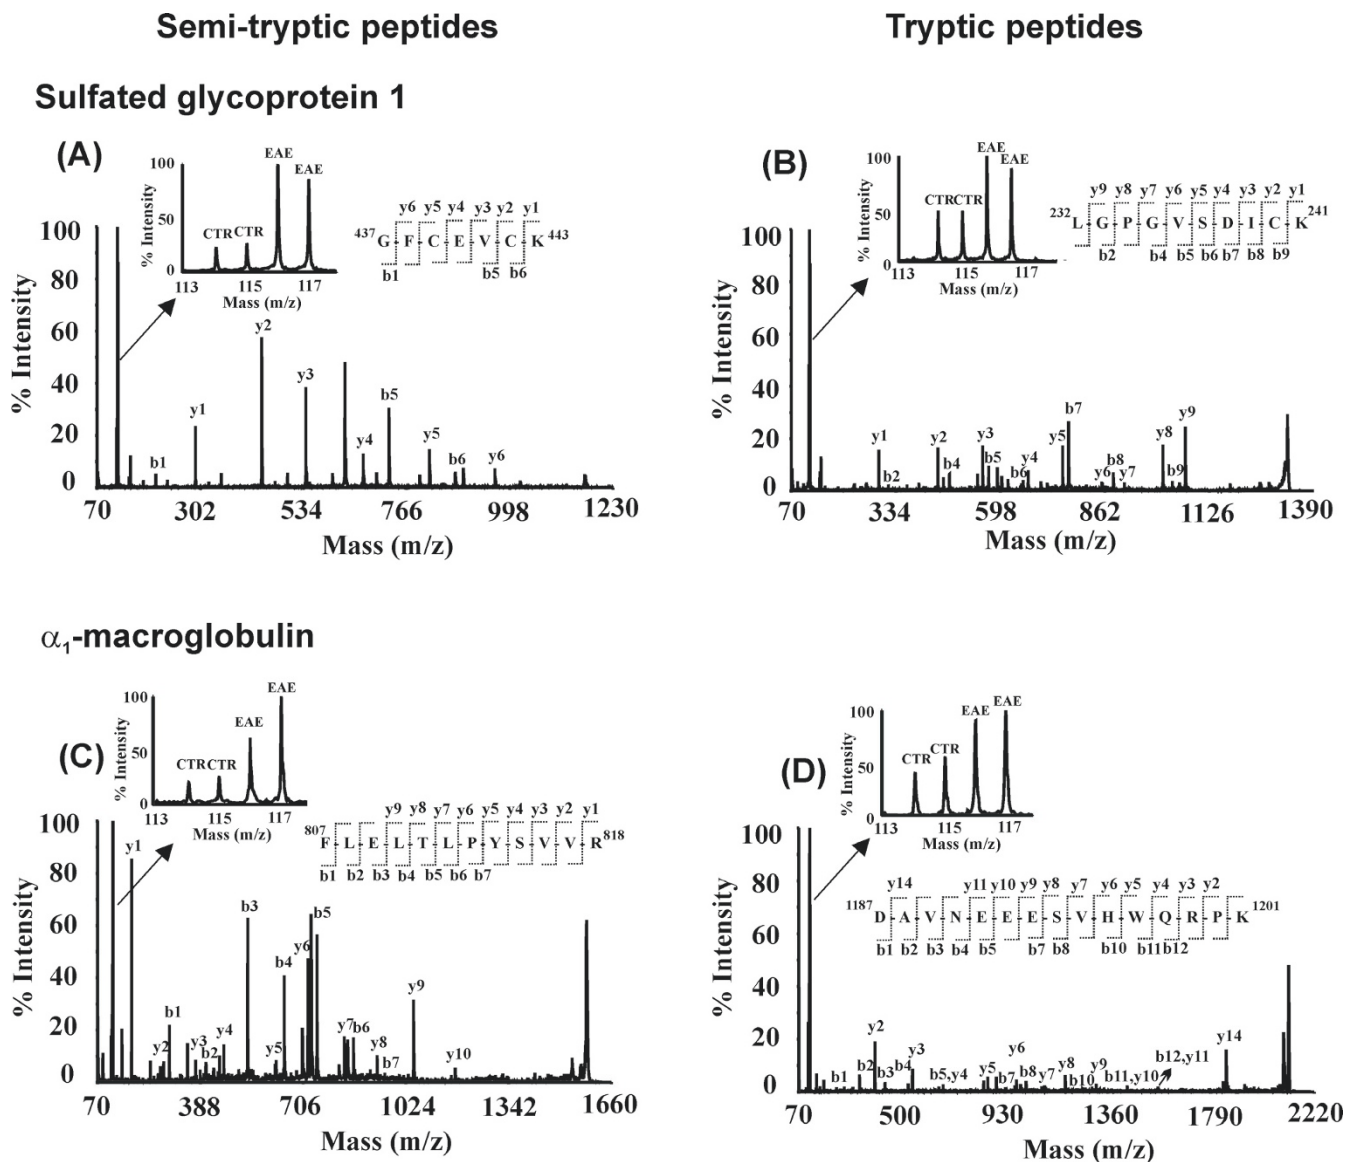 Semi-tryptic peptides
Tryptic peptides
Sulfated glycoprotein 1
(A)
100
50
0
% Intensity
CTR CTR EAE EAE
113 115 117
Mass (m/z)
y6 y5 y4 y3 y2 y1
437 G F C E V C K 443
b1 b5 b6
100
80
60
40
20
0
% Intensity
b1 y1 y2 y3 y4 b5 y5 b6 y6
70 302 534 766 998 1230
Mass (m/z)
(B)
100
50
0
% Intensity
CTR CTR EAE EAE
113 115 117
Mass (m/z)
y9 y8 y7 y6 y5 y4 y3 y2 y1
232 L G P G V S D I C K 241
b2 b4 b5 b6 b7 b8 b9
100
80
60
40
20
0
% Intensity
y1 b2 y2 b4 y3 b5 b6 y4 y5 b7 y6 b8 y7 y8 b9 y9
70 334 598 862 1126 1390
Mass (m/z)
α1-macroglobulin
(C)
100
50
0
% Intensity
CTR CTR EAE EAE
113 115 117
Mass (m/z)
y9 y8 y7 y6 y5 y4 y3 y2 y1
807 F L E L T L P Y S V V R 818
b1 b2 b3 b4 b5 b6 b7
100
80
60
40
20
0
% Intensity
y1 y2 b1 y3 b2 y4 b3 y5 b4 y6 b5 y7 b6 y8 b7 y9 y10
70 388 706 1024 1342 1660
Mass (m/z)
(D)
100
50
0
% Intensity
CTR CTR EAE EAE
113 115 117
Mass (m/z)
y14 y11 y10 y9 y8 y7 y6 y5 y4 y3 y2
1187 D A V N E E E S V H W Q R P K 1201
b1 b2 b3 b4 b5 b7 b8 b10 b11 b12
100
80
60
40
20
0
% Intensity
b1 b2 y2 b3 b4 y3 b5,y4 y5 b7 y6 b8 y7 y8 b10 y9 b11,y10 b12,y11 y14
70 500 930 1360 1790 2220
Mass (m/z)